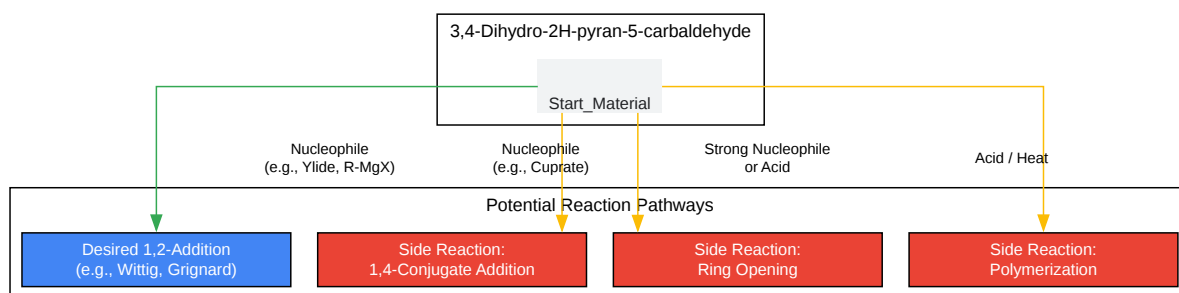 3,4-Dihydro-2H-pyran-5-carbaldehyde
Start_Material
Nucleophile
(e.g., Ylide, R-MgX)
Nucleophile
(e.g., Cuprate)
Strong Nucleophile
or Acid
Acid / Heat
Potential Reaction Pathways
Desired 1,2-Addition
(e.g., Wittig, Grignard)
Side Reaction:
1,4-Conjugate Addition
Side Reaction:
Ring Opening
Side Reaction:
Polymerization